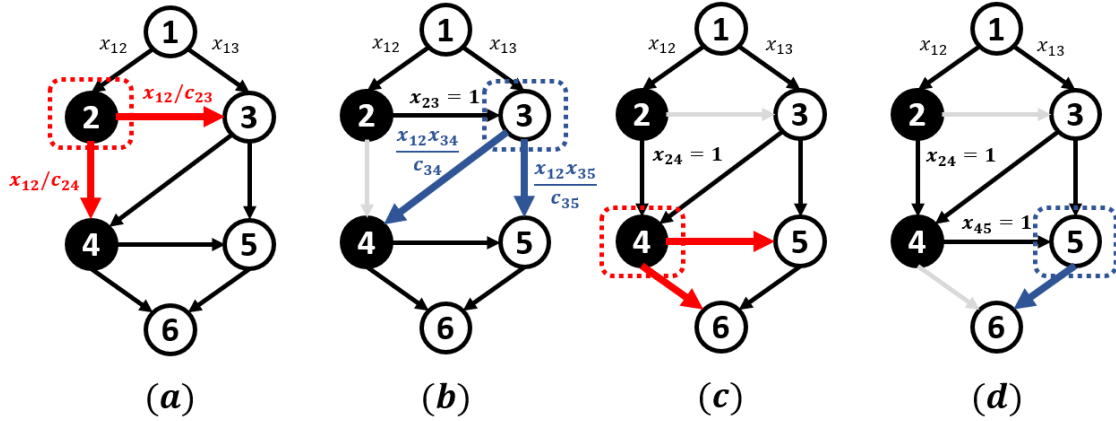 1
x₁₂ x₁₃
2 x₁₂/c₂₃ 3
x₁₂/c₂₄
4 5
6
(a)
1
x₁₂ x₁₃
2 x₂₃ = 1 3
x₁₂x₃₄
c₃₄
x₁₂x₃₅
c₃₅
4 5
6
(b)
1
x₁₂ x₁₃
2 3
x₂₄ = 1
4 5
6
(c)
1
x₁₂ x₁₃
2 3
x₂₄ = 1
4 x₄₅ = 1 5
6
(d)